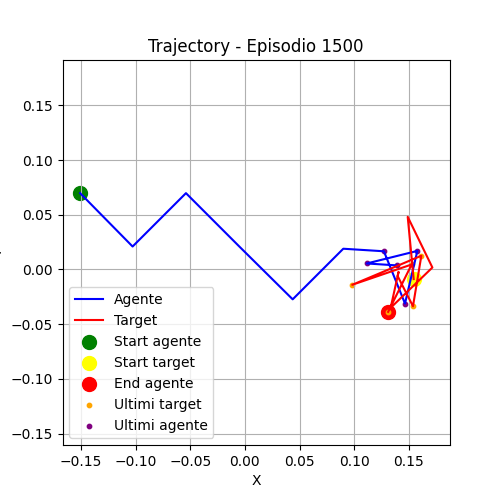 Trajectory - Episodio 1500
0.15
0.10
0.05
0.00
−0.05
−0.10
−0.15
Agente
Target
Start agente
Start target
End agente
Ultimi target
Ultimi agente
−0.15 −0.10 −0.05 0.00 0.05 0.10 0.15
X